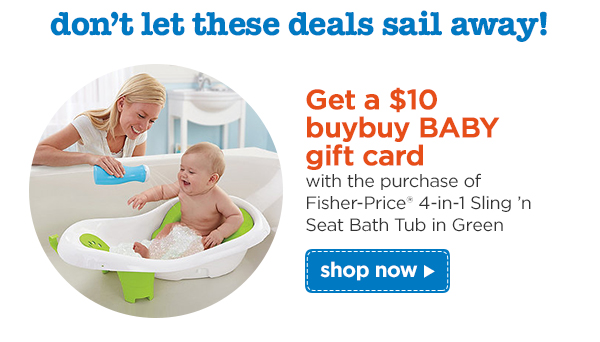 don't let these deals sail away!
Get a $10
buybuy BABY
gift card
with the purchase of
Fisher-Price® 4-in-1 Sling 'n
Seat Bath Tub in Green
shop now ▶